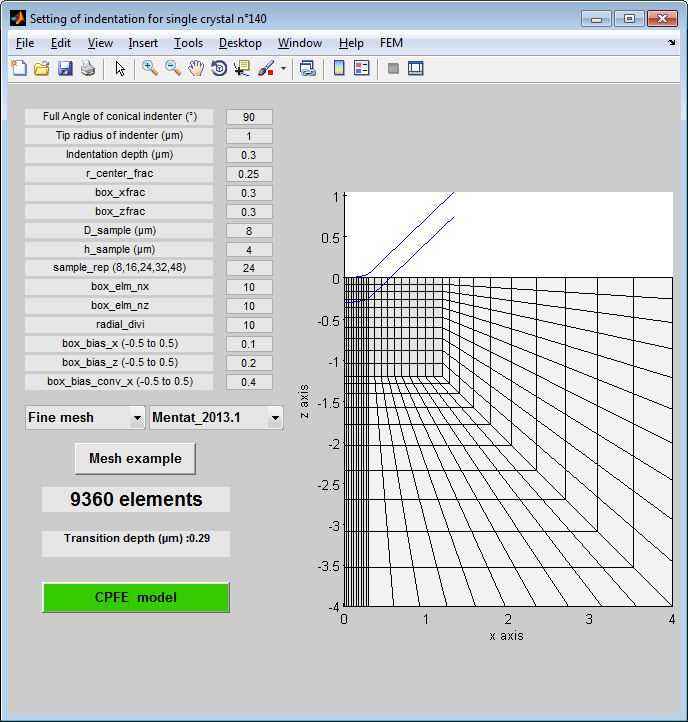 Setting of indentation for single crystal n°140
File Edit View Insert Tools Desktop Window Help FEM
Full Angle of conical indenter (°) 90
Tip radius of indenter (µm) 1
Indentation depth (µm) 0.3
r_center_frac 0.25
box_xfrac 0.3
box_zfrac 0.3
D_sample (µm) 8
h_sample (µm) 4
sample_rep (8,16,24,32,48) 24
box_elm_nx 10
box_elm_nz 10
radial_divi 10
box_bias_x (-0.5 to 0.5) 0.1
box_bias_z (-0.5 to 0.5) 0.2
box_bias_conv_x (-0.5 to 0.5) 0.4
Fine mesh Mentat_2013.1
Mesh example
9360 elements
Transition depth (µm) :0.29
CPFE model
1
0.5
0
-0.5
-1
-1.5
-2
-2.5
-3
-3.5
-4
z axis
0 1 2 3 4
x axis